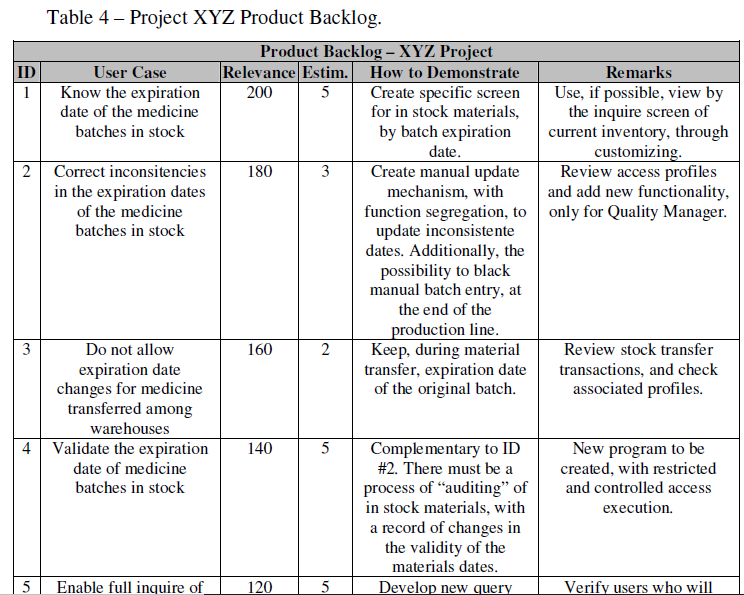 Table 4 – Project XYZ Product Backlog.
Product Backlog – XYZ Project
ID User Case Relevance Estim. How to Demonstrate Remarks
1 Know the expiration 200 5 Create specific screen Use, if possible, view by
date of the medicine for in stock materials, the inquire screen of
batches in stock by batch expiration current inventory, through
date. customizing.
2 Correct inconsitencies 180 3 Create manual update Review access profiles
in the expiration dates mechanism, with and add new functionality,
of the medicine function segregation, to only for Quality Manager.
batches in stock update inconsistente
dates. Additionally, the
possibility to black
manual batch entry, at
the end of the
production line.
3 Do not allow 160 2 Keep, during material Review stock transfer
expiration date transfer, expiration date transactions, and check
changes for medicine of the original batch. associated profiles.
transferred among
warehouses
4 Validate the expiration 140 5 Complementary to ID New program to be
date of medicine #2. There must be a created, with restricted
batches in stock process of “auditing” of and controlled access
in stock materials, with execution.
a record of changes in
the validity of the
materials dates.
5 Enable full inquire of 120 5 Develop new query Verify users who will